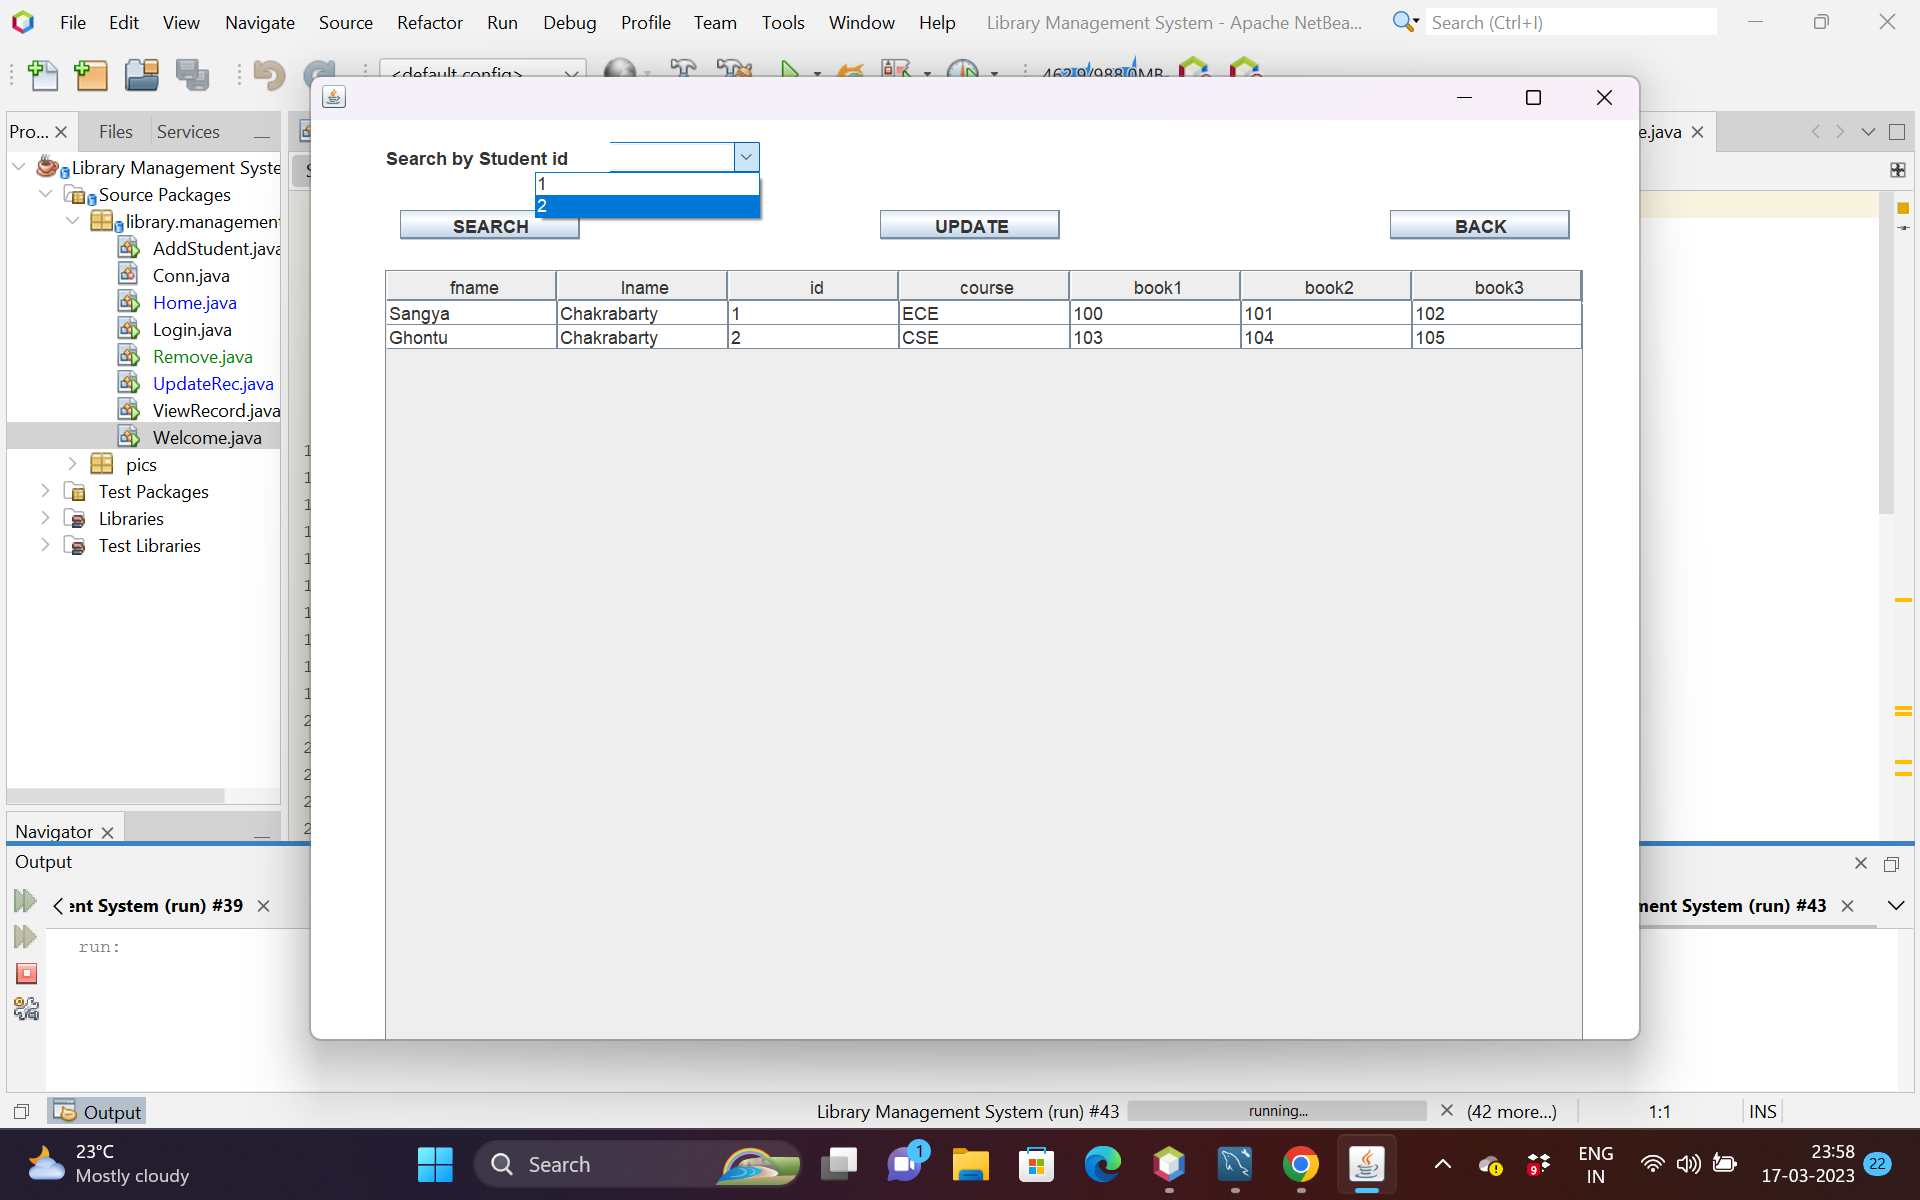 File Edit View Navigate Source Refactor Run Debug Profile Team Tools Window Help Library Management System - Apache NetBea... Search (Ctrl+I)
<default config> 462.9/988.0MB
Pro... Files Services e.java
Library Management Syste
Source Packages
library.management
AddStudent.java
Conn.java
Home.java
Login.java
Remove.java
UpdateRec.java
ViewRecord.java
Welcome.java
pics
Test Packages
Libraries
Test Libraries
Navigator
Search by Student id
1
2
SEARCH UPDATE BACK
fname lname id course book1 book2 book3
Sangya Chakrabarty 1 ECE 100 101 102
Ghontu Chakrabarty 2 CSE 103 104 105
Output
ent System (run) #39 ment System (run) #43
run:
Output Library Management System (run) #43 running... (42 more...) 1:1 INS
23°C
Mostly cloudy
Search
1
9
ENG
IN
23:58
17-03-2023
22